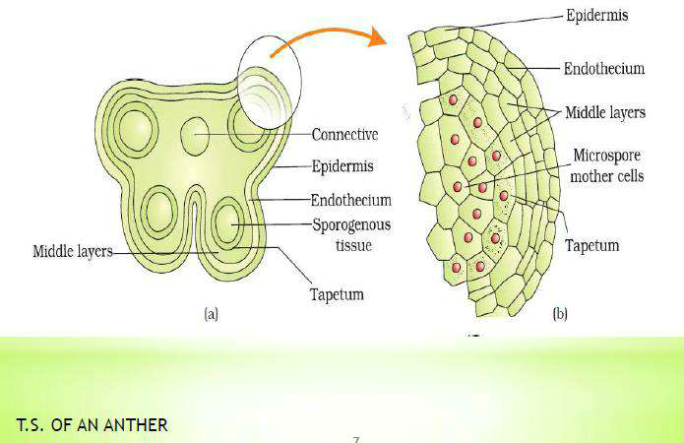 Connective
Epidermis
Endothecium
Sporogenous
tissue
Middle layers
Tapetum
(a)
Epidermis
Endothecium
Middle layers
Microspore
mother cells
Tapetum
(b)
T.S. OF AN ANTHER
7